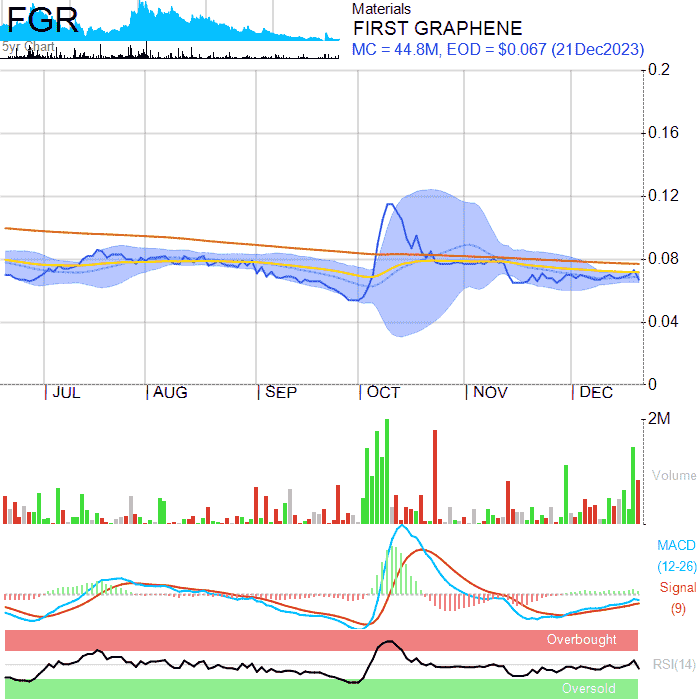 FGR
5yr Chart
Materials
FIRST GRAPHENE
MC = 44.8M, EOD = $0.067 (21Dec2023)
0.2
0.16
0.12
0.08
0.04
0
JUL AUG SEP OCT NOV DEC
2M
Volume
MACD
(12-26)
Signal
(9)
Overbought
RSI(14)
Oversold